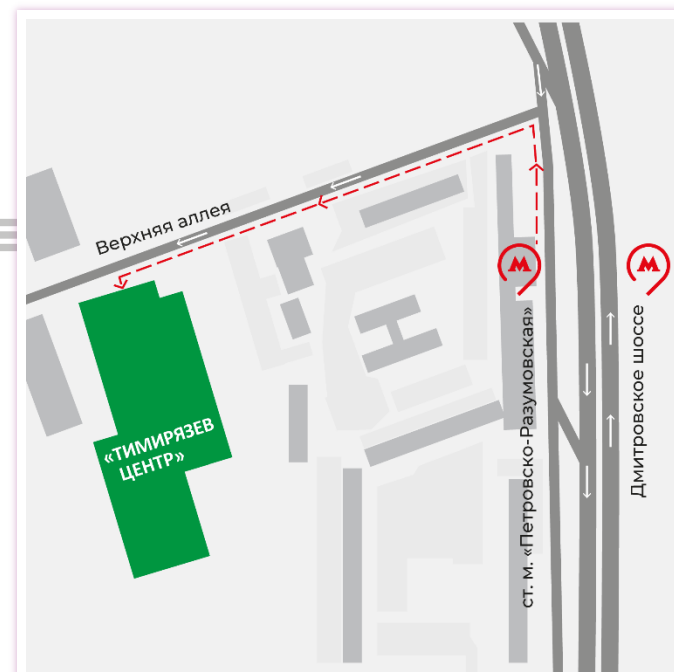 Верхняя аллея
«ТИМИРЯЗЕВ
ЦЕНТР»
М
ст. м. «Петровско-Разумовская»
М
Дмитровское шоссе